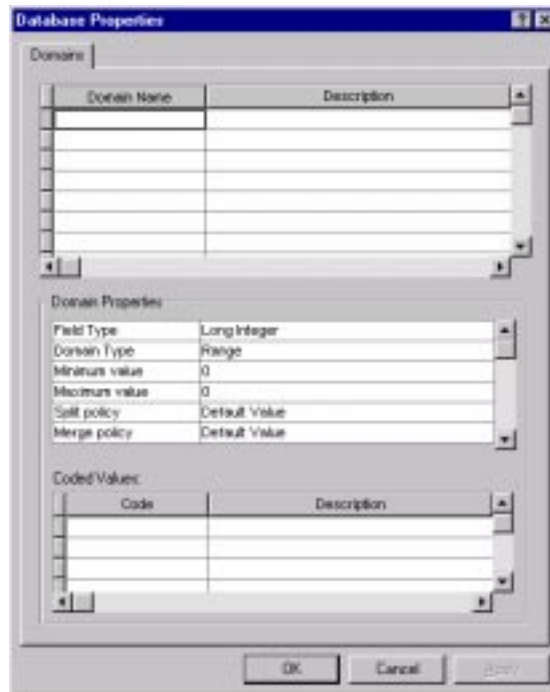 Database Properties
Domains
Domain Name Description
Domain Properties
Field Type Long Integer
Domain Type Range
Minimum value 0
Maximum value 0
Split policy Default Value
Merge policy Default Value
Coded Values:
Code Description
OK Cancel Apply